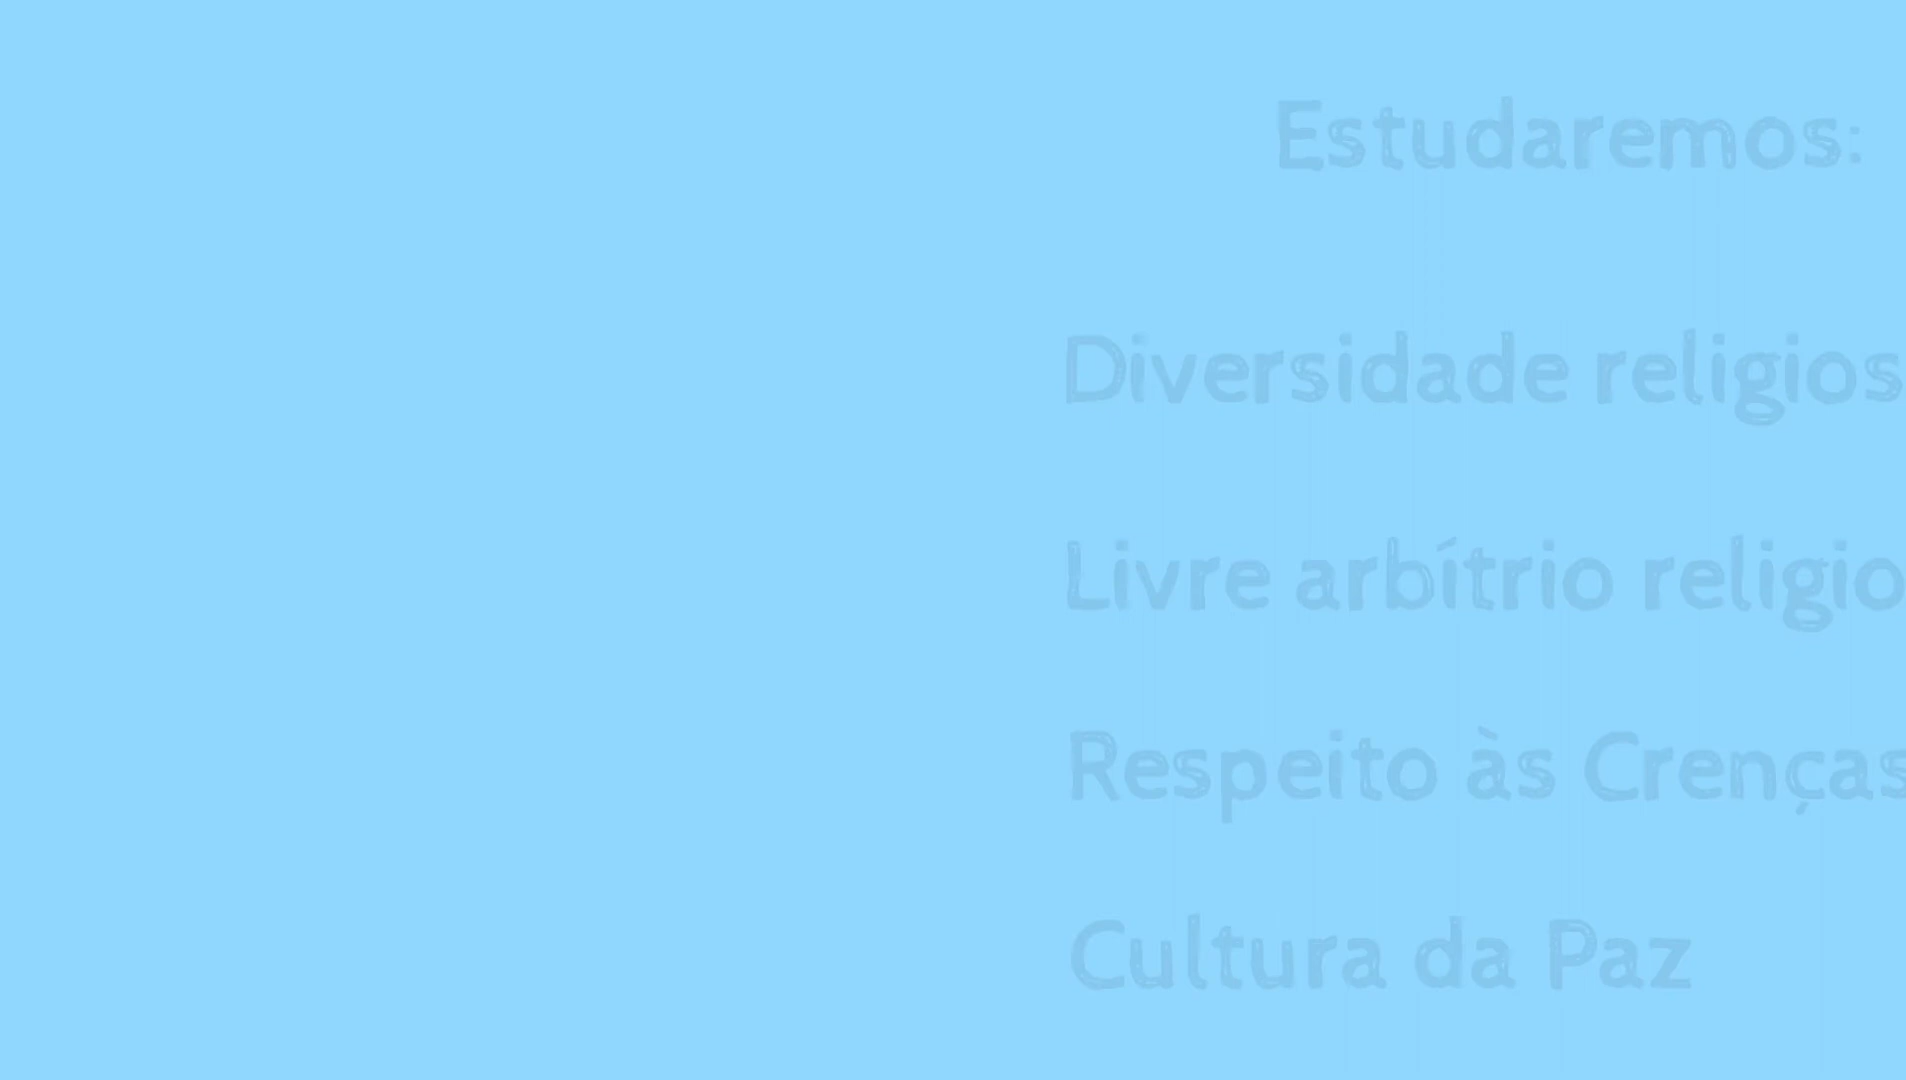 Estudaremos:
Diversidade religios
Livre arbítrio religio
Respeito às Crenças
Cultura da Paz